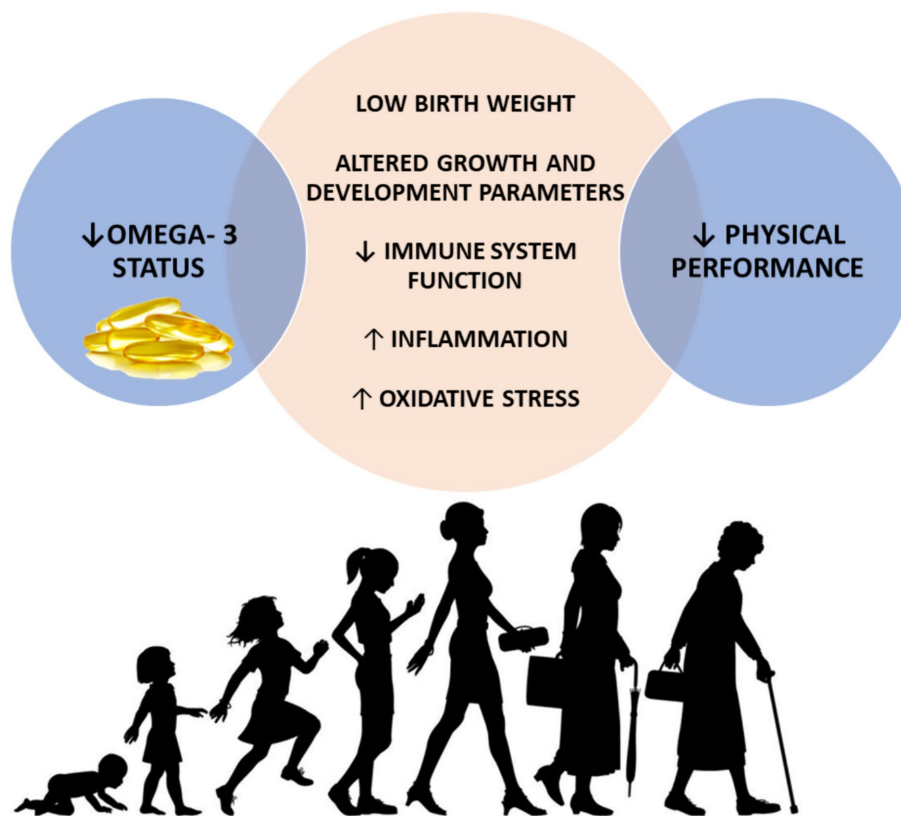 LOW BIRTH WEIGHT
ALTERED GROWTH AND
DEVELOPMENT PARAMETERS
↓ IMMUNE SYSTEM
FUNCTION
↑ INFLAMMATION
↑ OXIDATIVE STRESS
↓OMEGA- 3
STATUS
↓ PHYSICAL
PERFORMANCE